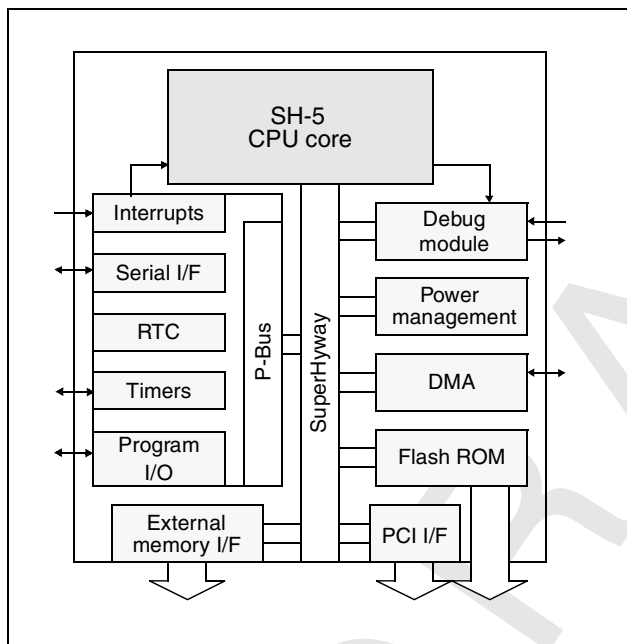 SH-5
CPU core
Interrupts
Serial I/F
RTC
Timers
Program
I/O
P-Bus
SuperHyway
Debug
module
Power
management
DMA
Flash ROM
External
memory I/F
PCI I/F